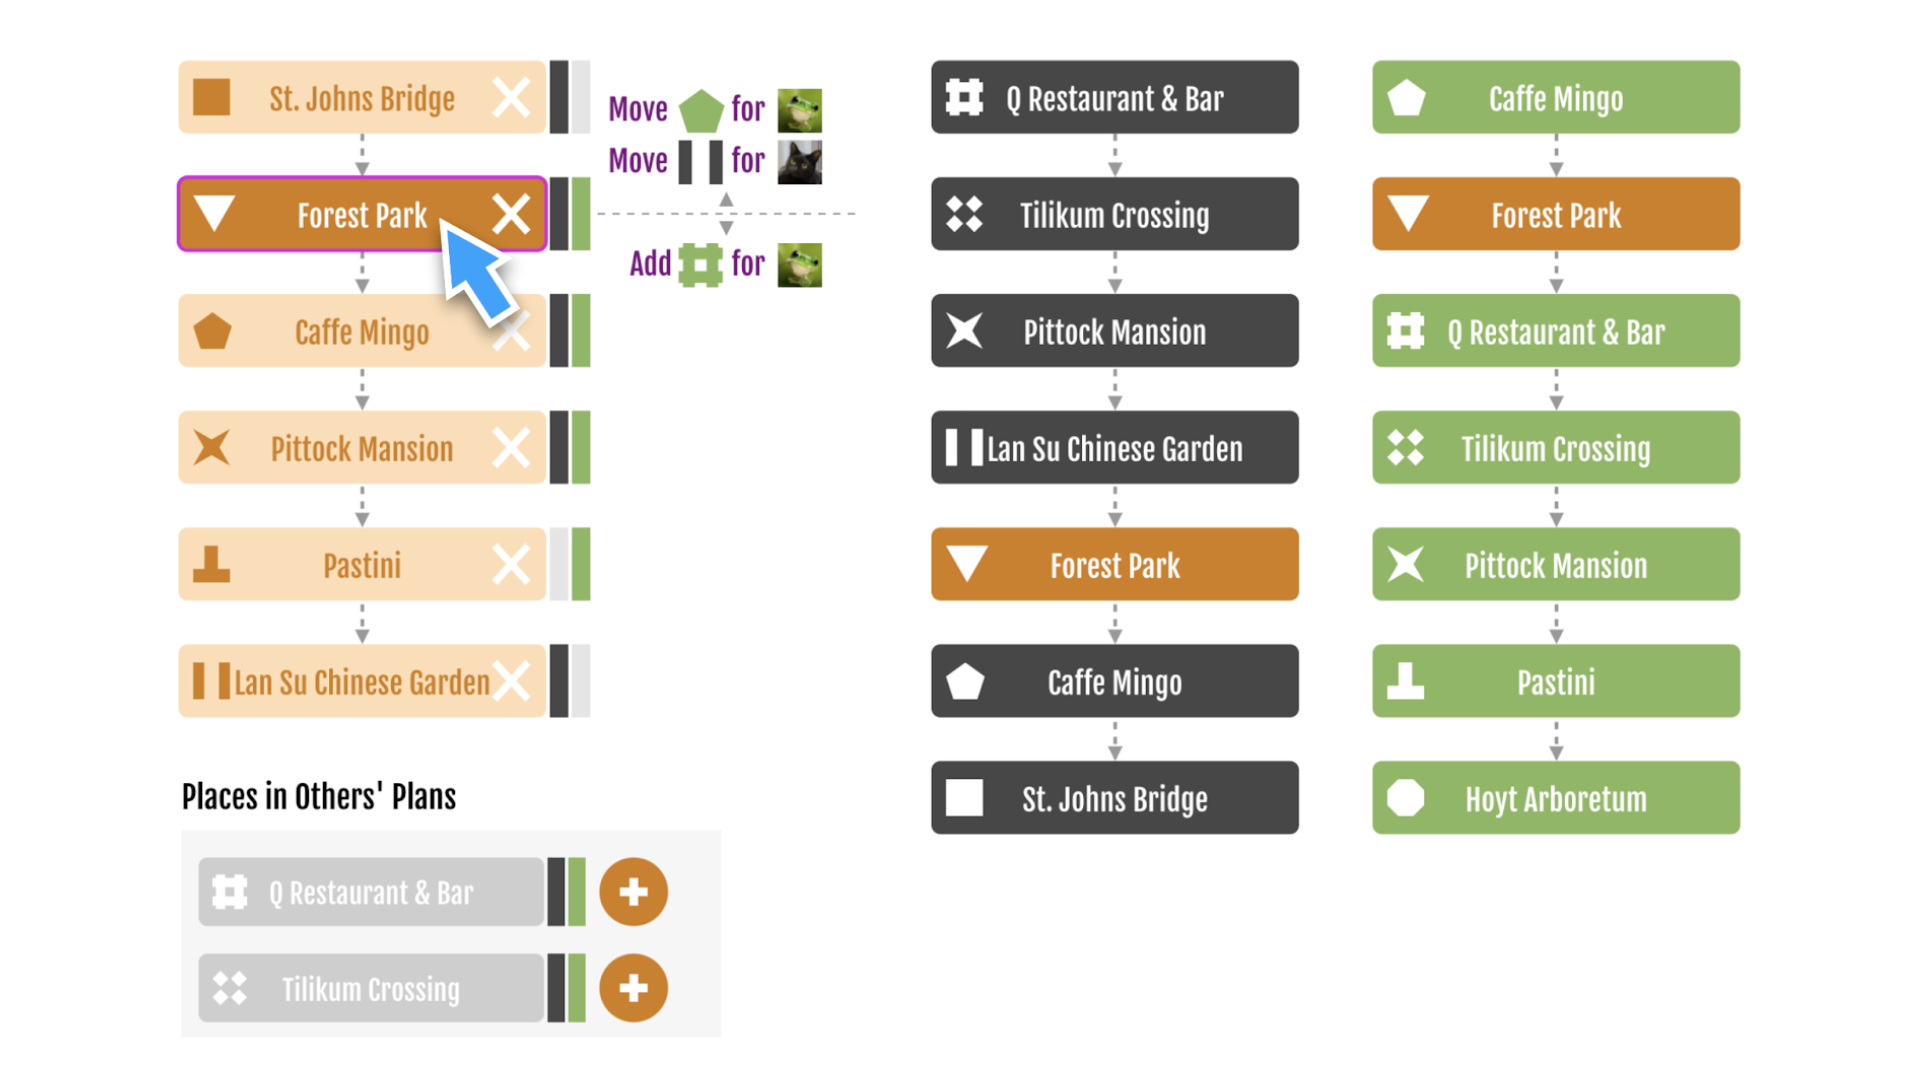 St. Johns Bridge
Forest Park
Caffe Mingo
Pittock Mansion
Pastini
Lan Su Chinese Garden
Move for
Move for
Add for
Places in Others' Plans
Q Restaurant & Bar
Tilikum Crossing
Q Restaurant & Bar
Tilikum Crossing
Pittock Mansion
Lan Su Chinese Garden
Forest Park
Caffe Mingo
St. Johns Bridge
Caffe Mingo
Forest Park
Q Restaurant & Bar
Tilikum Crossing
Pittock Mansion
Pastini
Hoyt Arboretum